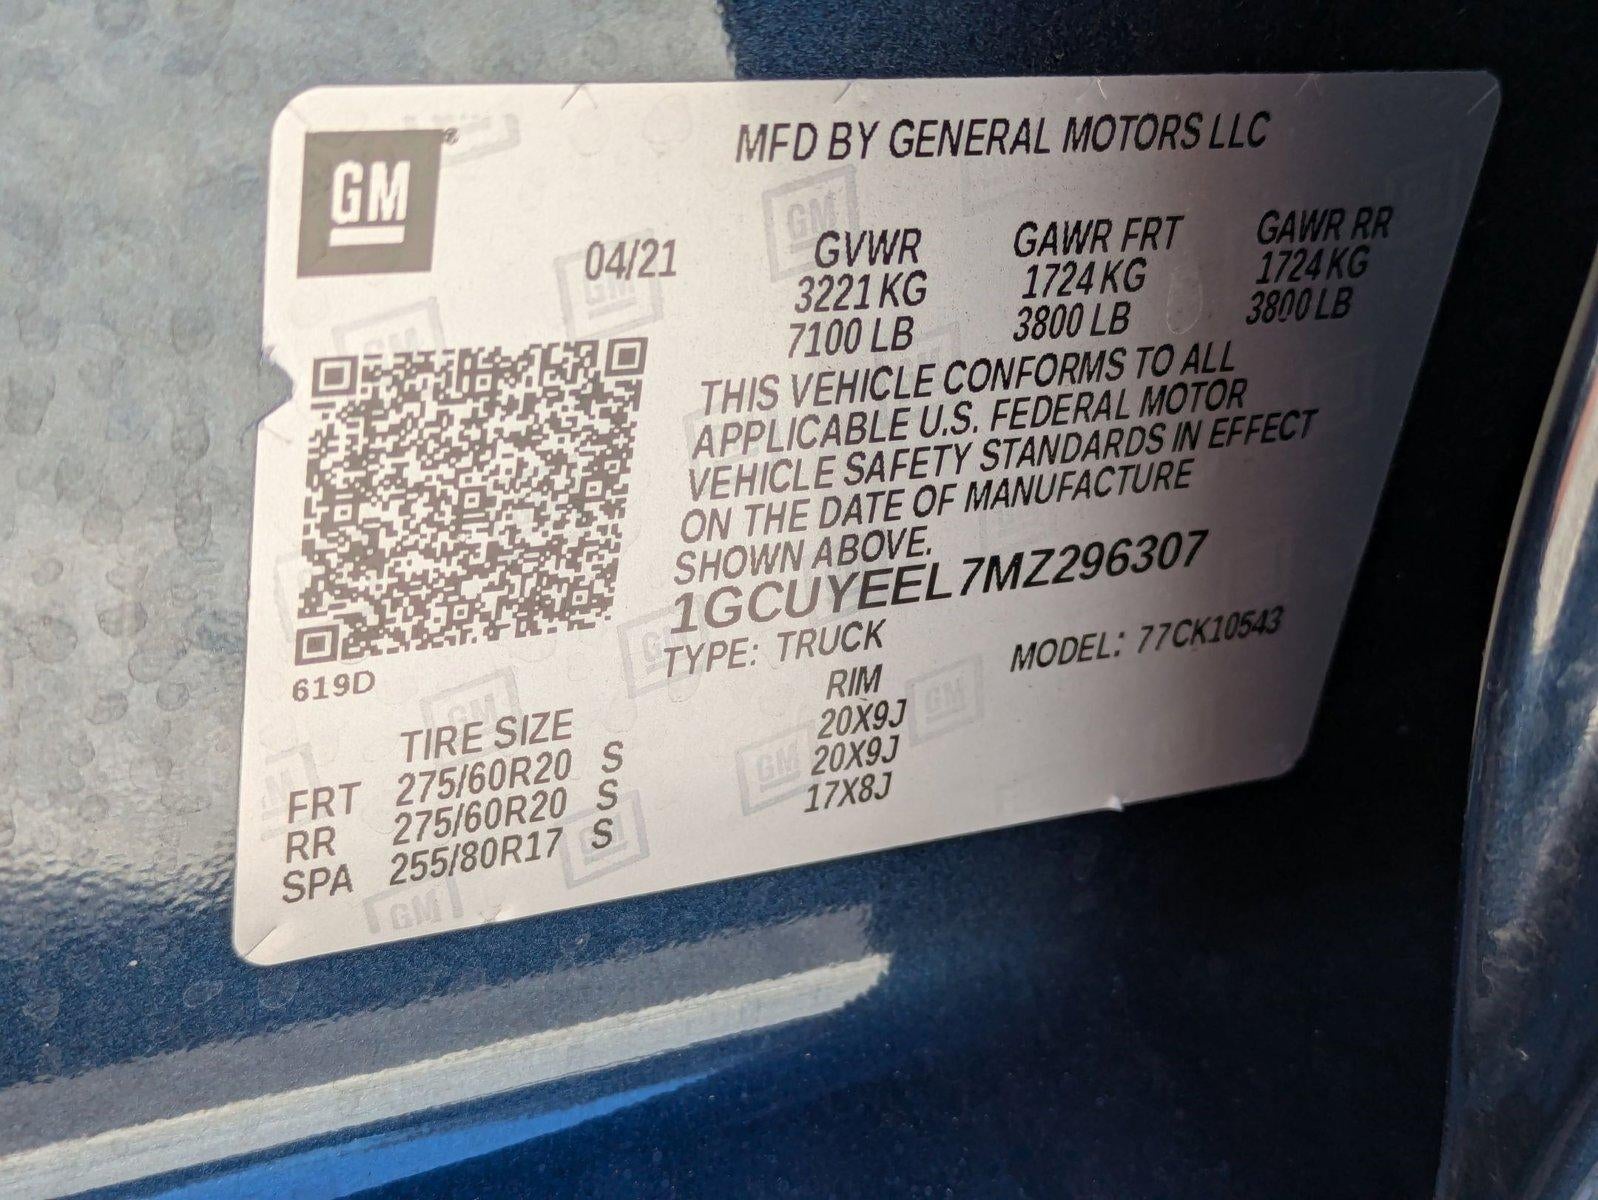 GM®
MFD BY GENERAL MOTORS LLC
04/21 GVWR GAWR FRT GAWR RR
3221 KG 1724 KG 1724 KG
7100 LB 3800 LB 3800 LB
THIS VEHICLE CONFORMS TO ALL
APPLICABLE U.S. FEDERAL MOTOR
VEHICLE SAFETY STANDARDS IN EFFECT
ON THE DATE OF MANUFACTURE
SHOWN ABOVE.
1GCUYEEL7MZ296307
TYPE: TRUCK MODEL: 77CK10543
619D
TIRE SIZE RIM
FRT 275/60R20 S 20X9J
RR 275/60R20 S 20X9J
SPA 255/80R17 S 17X8J